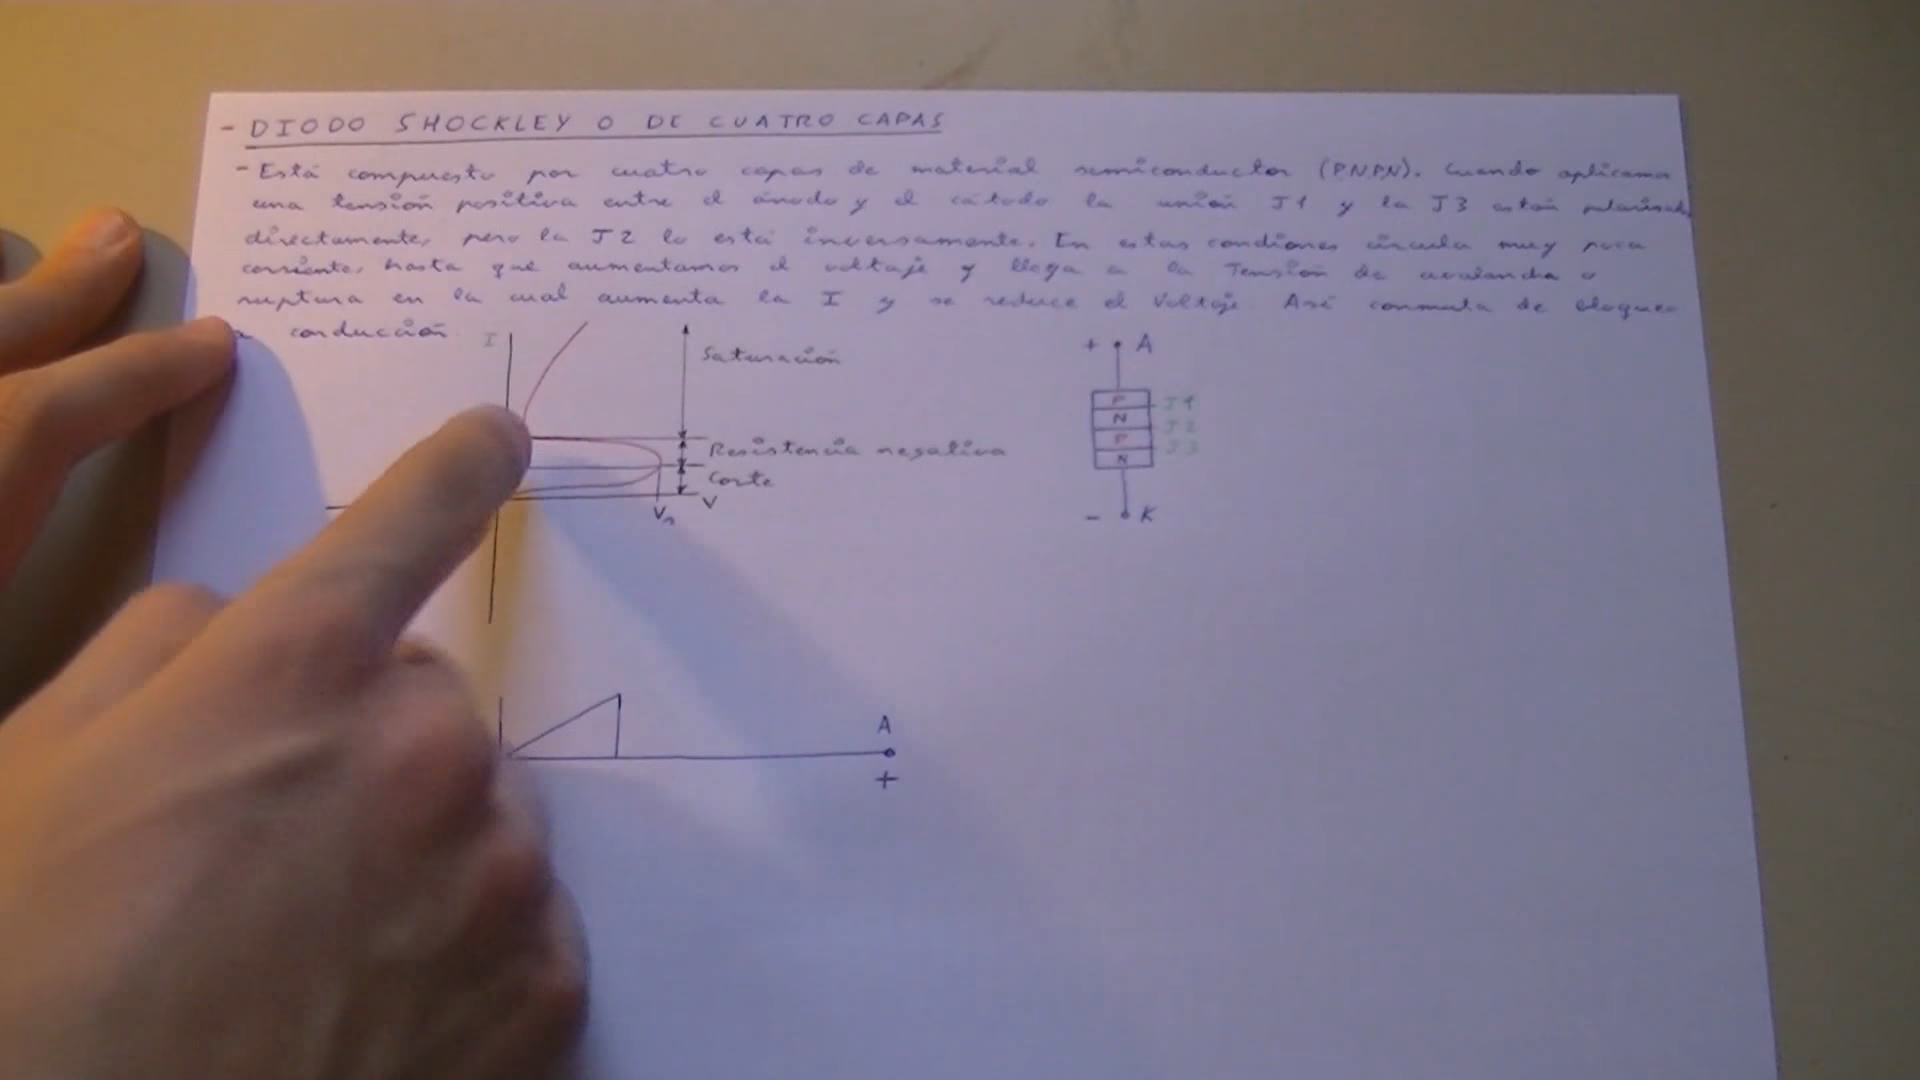 - DIODO SHOCKLEY O DE CUATRO CAPAS
- Está compuesto por cuatro capas de material semiconductor (PNPN). Cuando aplicamos
una tensión positiva entre el ánodo y el cátodo la unión J1 y la J3 están
directamente, pero la J2 lo está inversamente. En estas condiones circula muy poca
corriente, hasta que aumentamos el voltaje y llega a la Tensión de avalancha o
ruptura en la cual aumenta la I y se reduce el Voltaje. Así conmuta de bloqueo
a conducción.
I
Saturación
Resistencia negativa
Corte
V
+ A
P J1
N J2
P J3
N
- K
A
+